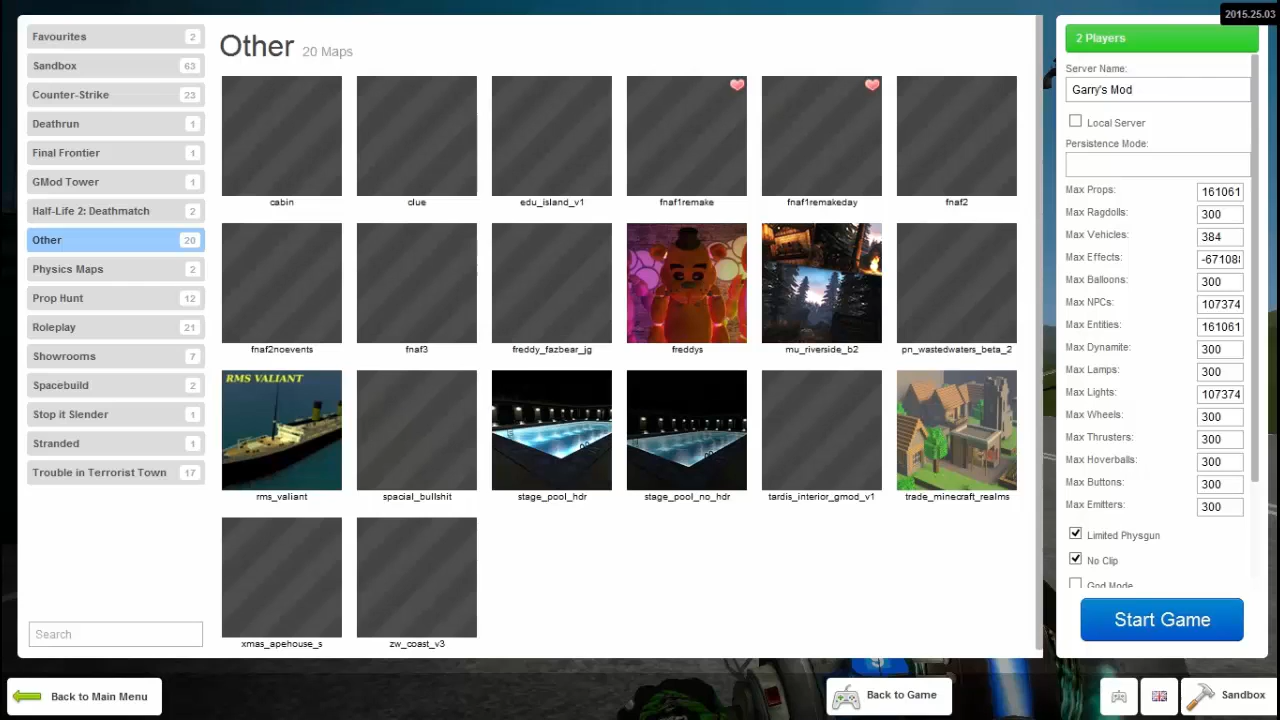 2015.25.03
Favourites 2
Sandbox 63
Counter-Strike 23
Deathrun 1
Final Frontier 1
GMod Tower 1
Half-Life 2: Deathmatch 2
Other 20
Physics Maps 2
Prop Hunt 12
Roleplay 21
Showrooms 7
Spacebuild 2
Stop it Slender 1
Stranded 1
Trouble in Terrorist Town 17
Search
Other 20 Maps
cabin
clue
edu_island_v1
fnaf1remake
fnaf1remakeday
fnaf2
fnaf2noevents
fnaf3
freddy_fazbear_jg
freddys
mu_riverside_b2
pn_wastedwaters_beta_2
RMS VALIANT
rms_valiant
spacial_bullshit
stage_pool_hdr
stage_pool_no_hdr
tardis_interior_gmod_v1
trade_minecraft_realms
xmas_apehouse_s
zw_coast_v3
2 Players
Server Name:
Garry's Mod
Local Server
Persistence Mode:
Max Props: 161061
Max Ragdolls: 300
Max Vehicles: 384
Max Effects: -67108
Max Balloons: 300
Max NPCs: 107374
Max Entities: 161061
Max Dynamite: 300
Max Lamps: 300
Max Lights: 107374
Max Wheels: 300
Max Thrusters: 300
Max Hoverballs: 300
Max Buttons: 300
Max Emitters: 300
Limited Physgun
No Clip
God Mode
Start Game
Back to Main Menu
Back to Game
Sandbox